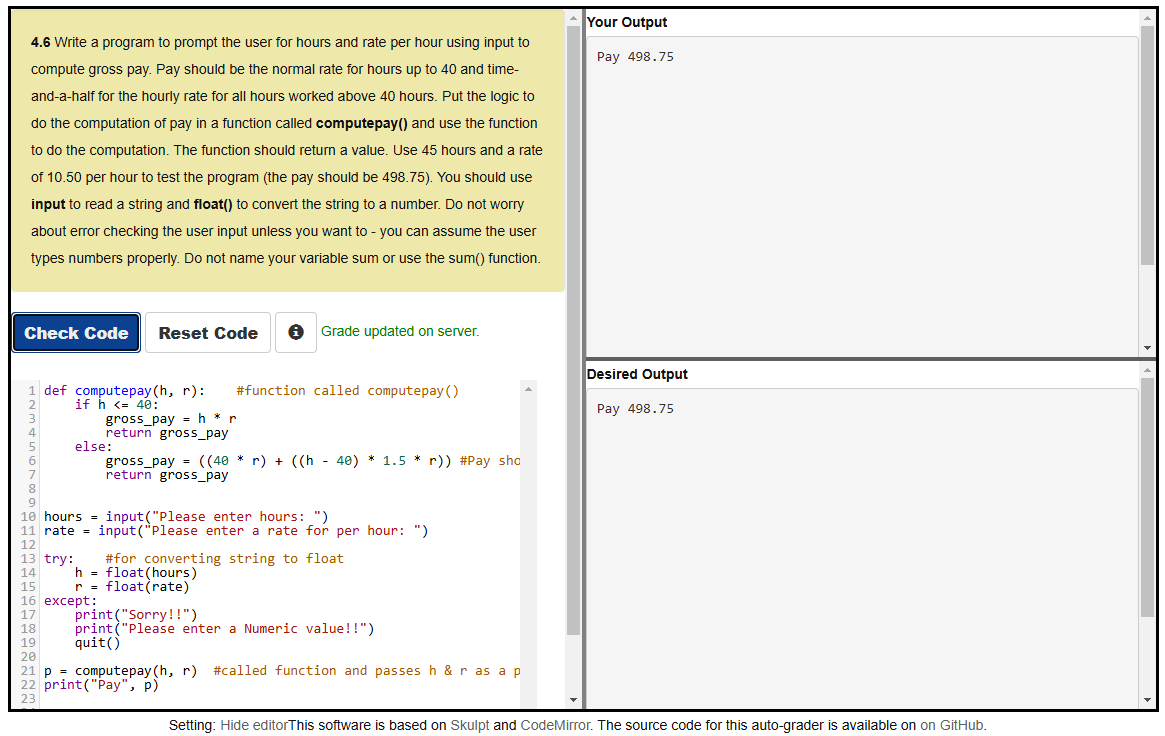 4.6 Write a program to prompt the user for hours and rate per hour using input to
compute gross pay. Pay should be the normal rate for hours up to 40 and time-
and-a-half for the hourly rate for all hours worked above 40 hours. Put the logic to
do the computation of pay in a function called computepay() and use the function
to do the computation. The function should return a value. Use 45 hours and a rate
of 10.50 per hour to test the program (the pay should be 498.75). You should use
input to read a string and float() to convert the string to a number. Do not worry
about error checking the user input unless you want to - you can assume the user
types numbers properly. Do not name your variable sum or use the sum() function.
Check Code Reset Code Grade updated on server.
1 def computepay(h, r):    #function called computepay()
2     if h <= 40:
3         gross_pay = h * r
4         return gross_pay
5     else:
6         gross_pay = ((40 * r) + ((h - 40) * 1.5 * r)) #Pay sho
7         return gross_pay
8
9
10 hours = input("Please enter hours: ")
11 rate = input("Please enter a rate for per hour: ")
12
13 try:    #for converting string to float
14     h = float(hours)
15     r = float(rate)
16 except:
17     print("Sorry!!")
18     print("Please enter a Numeric value!!")
19     quit()
20
21 p = computepay(h, r)  #called function and passes h & r as a p
22 print("Pay", p)
23
Your Output
Pay 498.75
Desired Output
Pay 498.75
Setting: Hide editorThis software is based on Skulpt and CodeMirror. The source code for this auto-grader is available on on GitHub.